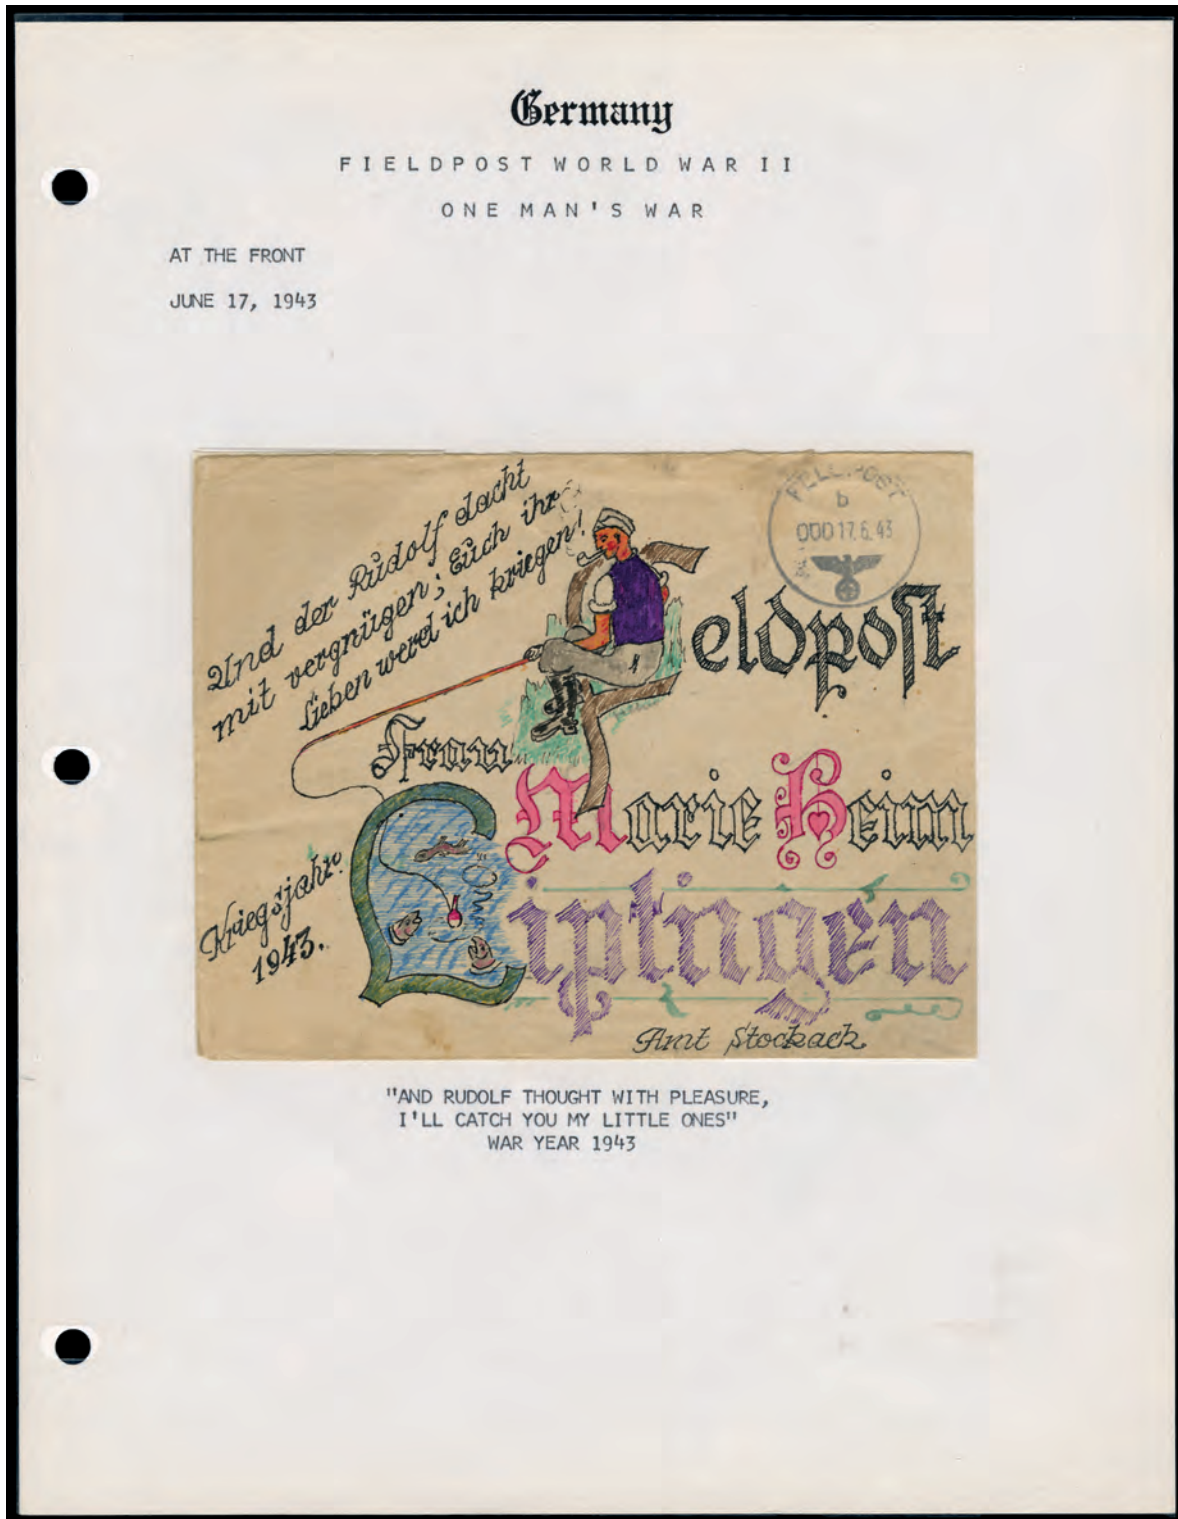 Germany
FIELDPOST WORLD WAR II
ONE MAN'S WAR
AT THE FRONT
JUNE 17, 1943
Und der Rudolf dacht
mit vergnügen; Euch ihr
Lieben werd ich kriegen!
FELDPOST
b
000 17.6.43
Feldpost
Frau
Marie Heim
Kriegsjahr.
1943.
Liptingen
Amt Stockach
"AND RUDOLF THOUGHT WITH PLEASURE,
I'LL CATCH YOU MY LITTLE ONES"
WAR YEAR 1943